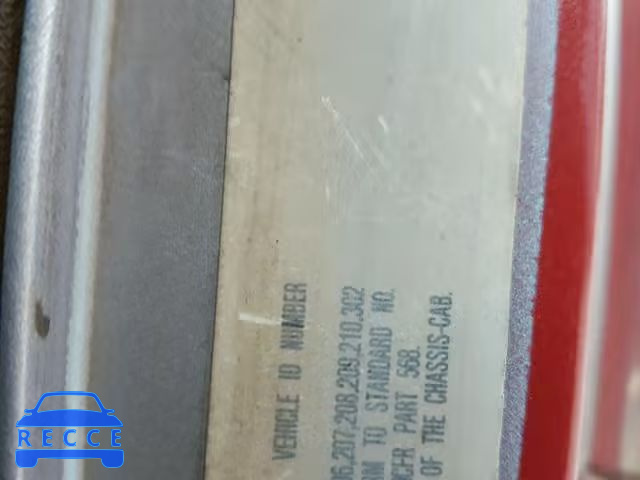 VEHICLE ID NUMBER
06,207,208,209,210,302
RM TO STANDARD NO.
CFR PART 568.
OF THE CHASSIS-CAB.
RECCE